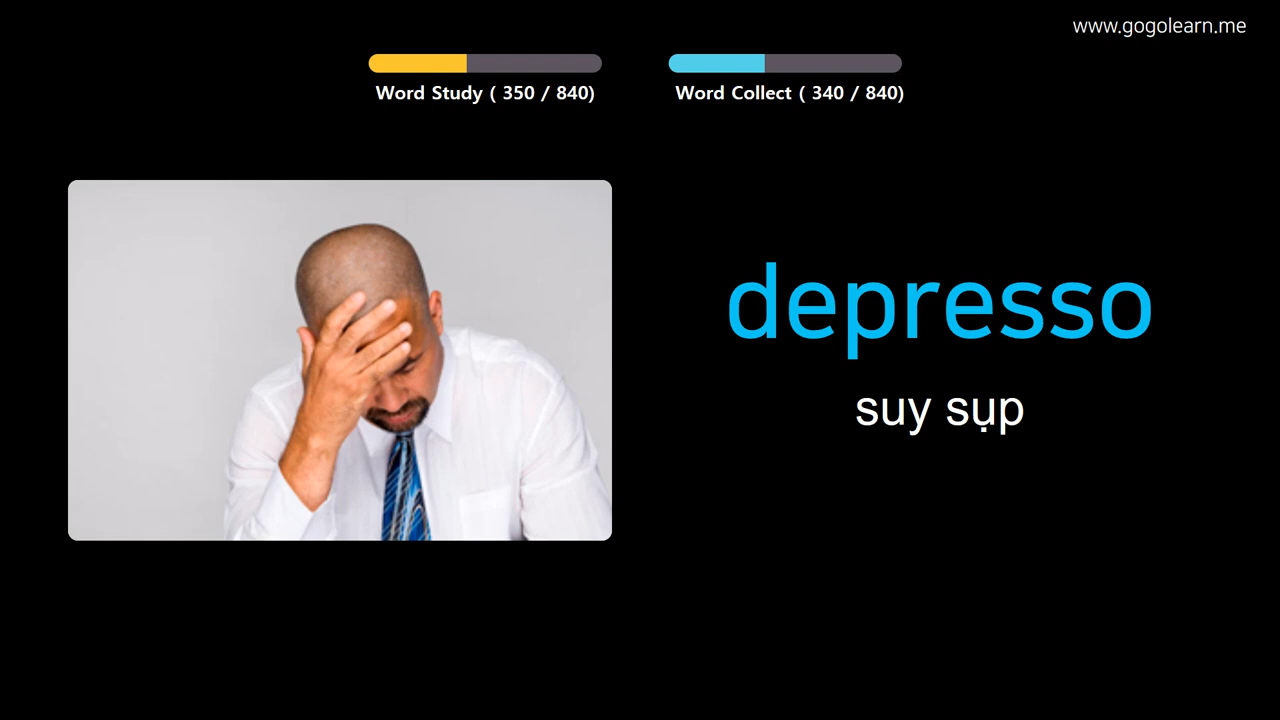 www.gogolearn.me
Word Study ( 350 / 840)
Word Collect ( 340 / 840)
depresso
suy sụp